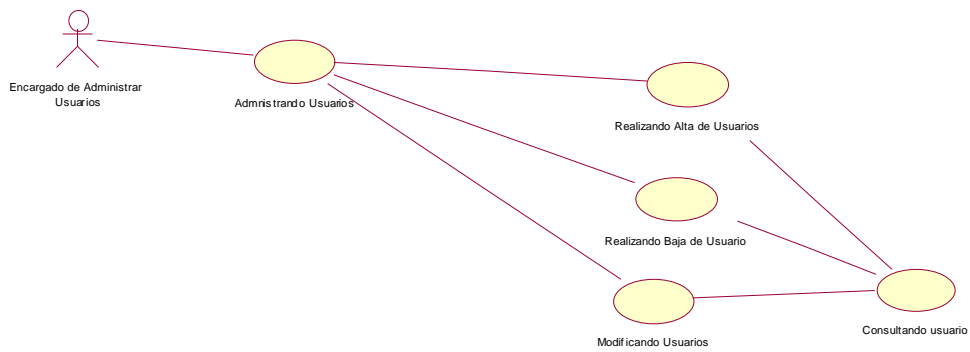 Encargado de Administrar
Usuarios
Admnistrando Usuarios
Realizando Alta de Usuarios
Realizando Baja de Usuario
Modificando Usuarios
Consultando usuario